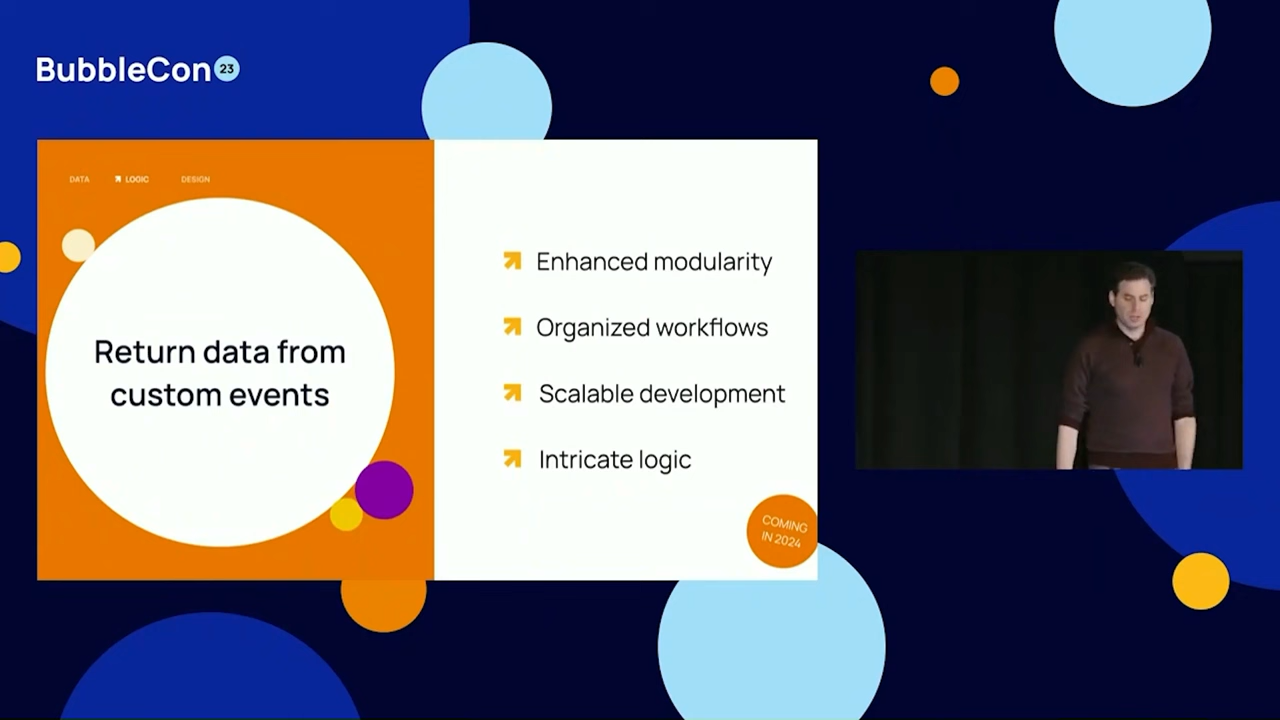 BubbleCon 23
DATA LOGIC DESIGN
Return data from
custom events
Enhanced modularity
Organized workflows
Scalable development
Intricate logic
COMING
IN 2024